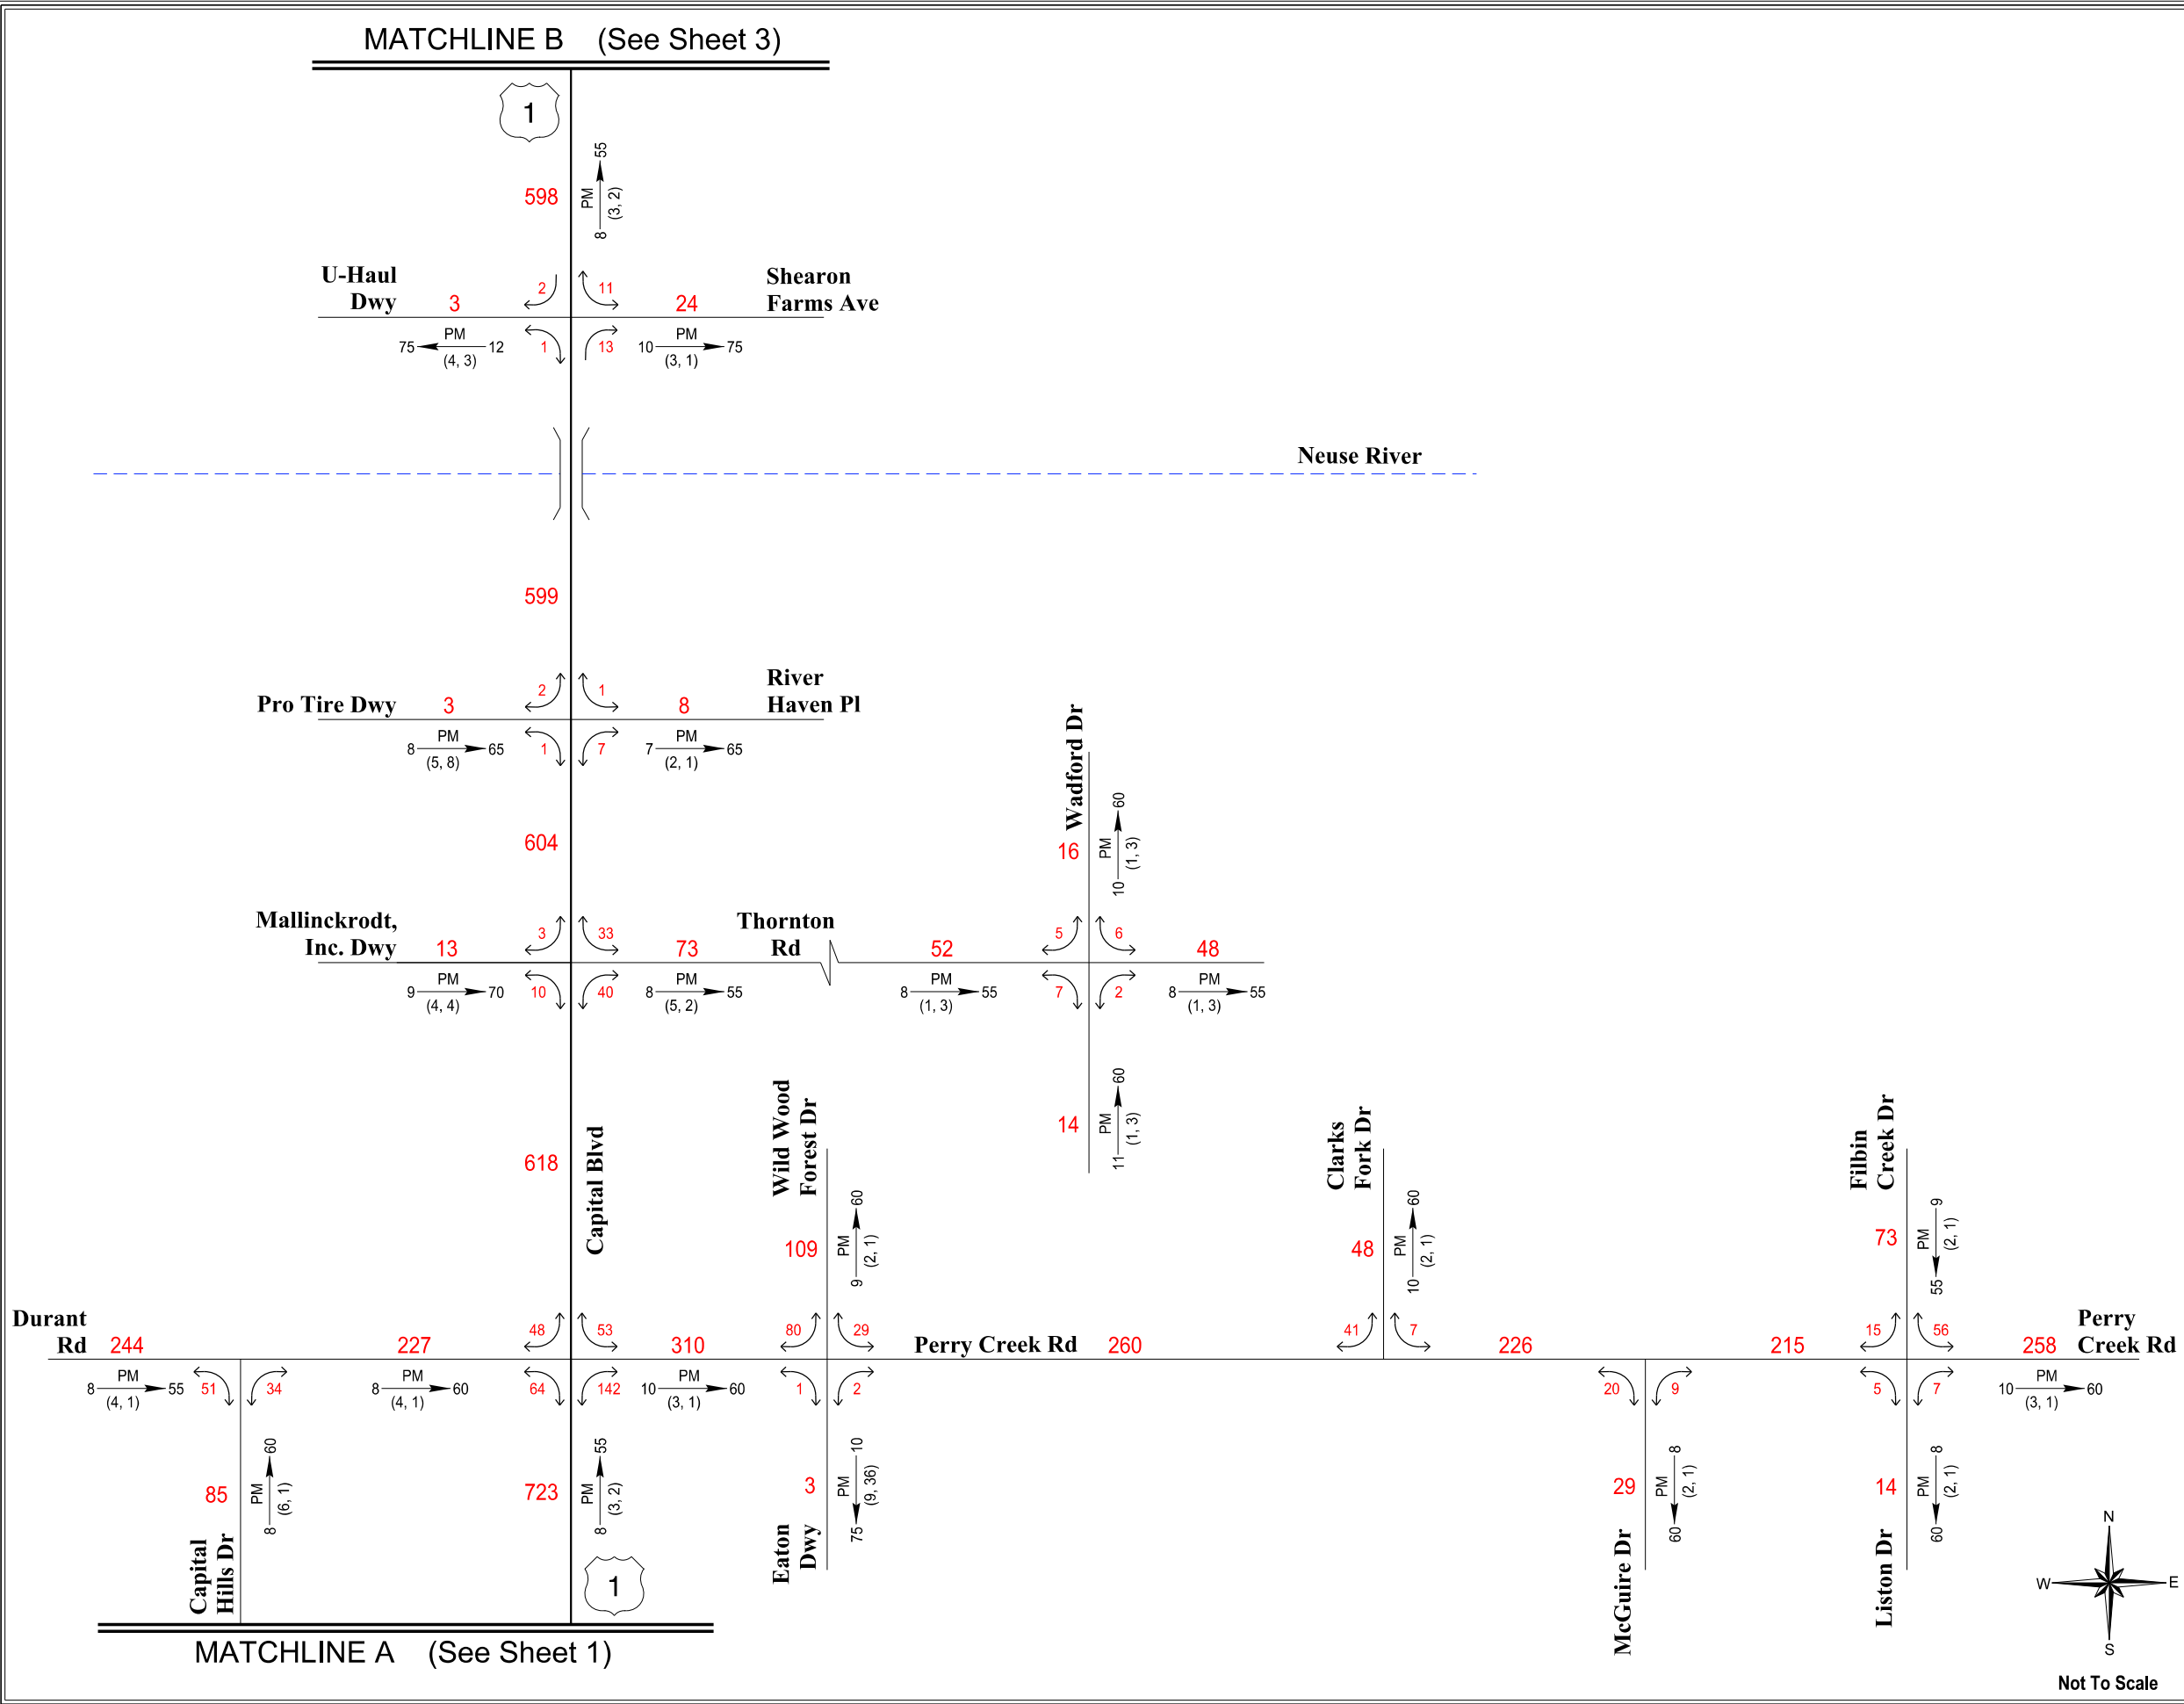 MATCHLINE B (See Sheet 3)
1
598
PM
8 55
(3, 2)
U-Haul
Dwy
3
2
11
24
Shearon
Farms Ave
PM
75 12
(4, 3)
1
13
PM
10 75
(3, 1)
Neuse River
599
Pro Tire Dwy
3
2
1
8
River
Haven Pl
PM
8 65
(5, 8)
1
7
PM
7 65
(2, 1)
604
Wadford Dr
16
PM
10 60
(1, 3)
Mallinckrodt,
Inc. Dwy
13
3
33
73
Thornton
Rd
52
5
6
48
PM
9 70
(4, 4)
10
40
PM
8 55
(5, 2)
PM
8 55
(1, 3)
7
2
PM
8 55
(1, 3)
14
PM
11 60
(1, 3)
618
Capital Blvd
Wild Wood
Forest Dr
109
PM
9 60
(2, 1)
Clarks
Fork Dr
48
PM
10 60
(2, 1)
Filbin
Creek Dr
73
PM
55 9
(2, 1)
Durant
Rd
244
227
48
53
310
80
29
Perry Creek Rd
260
41
7
226
215
15
56
258
Perry
Creek Rd
PM
8 55
(4, 1)
51
34
PM
8 60
(4, 1)
64
142
PM
10 60
(3, 1)
1
2
20
9
5
7
PM
10 60
(3, 1)
85
PM
8 60
(6, 1)
Capital
Hills Dr
723
PM
8 55
(3, 2)
1
3
PM
75 10
(9, 36)
Eaton
Dwy
29
PM
60 8
(2, 1)
McGuire Dr
14
PM
60 8
(2, 1)
Liston Dr
N
W E
S
MATCHLINE A (See Sheet 1)
Not To Scale